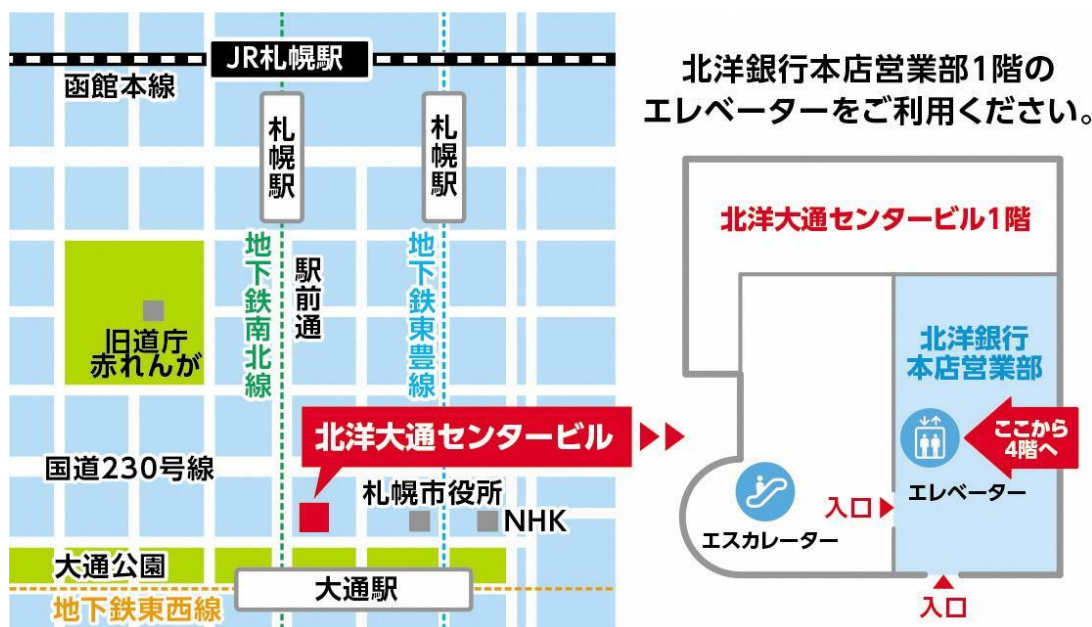 JR札幌駅
函館本線
札幌駅
札幌駅
地下鉄南北線
駅前通
地下鉄東豊線
旧道庁
赤れんが
北洋大通センタービル
国道230号線
札幌市役所
NHK
大通公園
大通駅
地下鉄東西線
北洋銀行本店営業部1階の
エレベーターをご利用ください。
北洋大通センタービル1階
北洋銀行
本店営業部
ここから
4階へ
エレベーター
入口
エスカレーター
入口